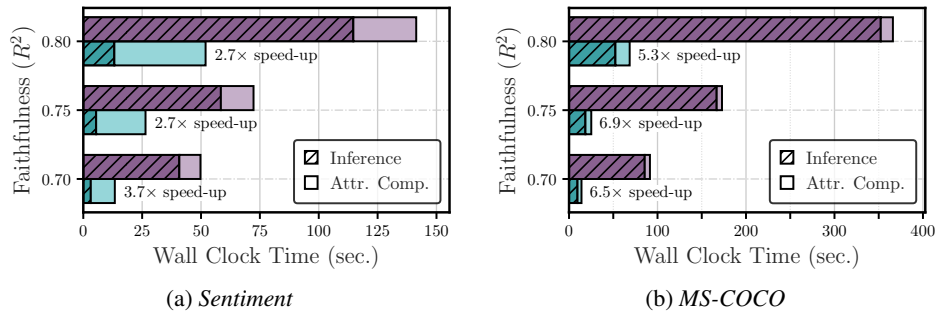 Faithfulness (R²)
0.80
0.75
0.70
2.7× speed-up
2.7× speed-up
3.7× speed-up
Inference
Attr. Comp.
0 25 50 75 100 125 150
Wall Clock Time (sec.)
(a) Sentiment
Faithfulness (R²)
0.80
0.75
0.70
5.3× speed-up
6.9× speed-up
6.5× speed-up
Inference
Attr. Comp.
0 100 200 300 400
Wall Clock Time (sec.)
(b) MS-COCO